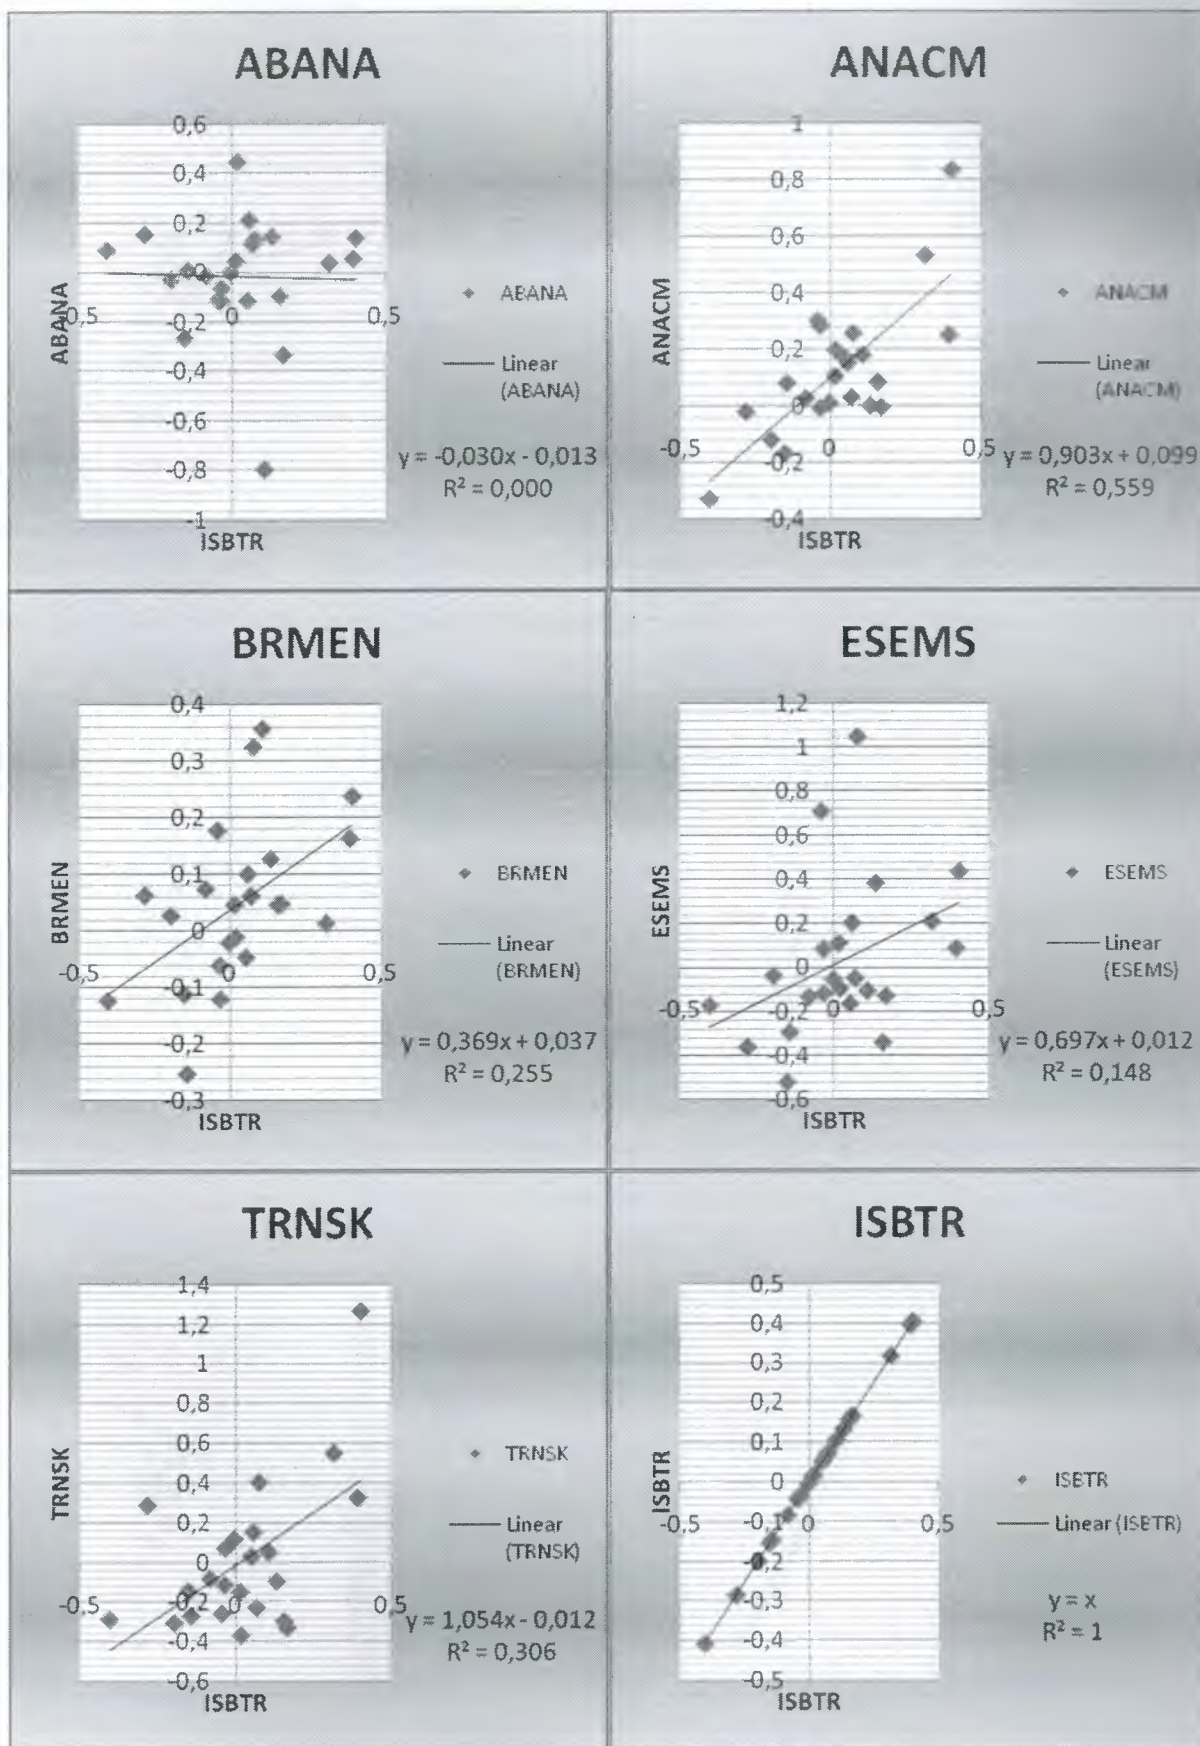 ABANA
0,6
0,4
0,2
0
-0,5
0
0,5
-0,2
-0,4
-0,6
-0,8
-1
ABANA
ISBTR
ABANA
Linear
(ABANA)
y = -0,030x - 0,013
R² = 0,000
ANACM
1
0,8
0,6
0,4
0,2
0
-0,5
0
0,5
-0,2
-0,4
ANACM
ISBTR
ANACM
Linear
(ANACM)
y = 0,903x + 0,099
R² = 0,559
BRMEN
0,4
0,3
0,2
0,1
0
-0,5
0
0,5
-0,1
-0,2
-0,3
BRMEN
ISBTR
BRMEN
Linear
(BRMEN)
y = 0,369x + 0,037
R² = 0,255
ESEMS
1,2
1
0,8
0,6
0,4
0,2
0
-0,5
0
0,5
-0,2
-0,4
-0,6
ESEMS
ISBTR
ESEMS
Linear
(ESEMS)
y = 0,697x + 0,012
R² = 0,148
TRNSK
1,4
1,2
1
0,8
0,6
0,4
0,2
0
-0,5
0
0,5
-0,2
-0,4
-0,6
TRNSK
ISBTR
TRNSK
Linear
(TRNSK)
y = 1,054x - 0,012
R² = 0,306
ISBTR
0,5
0,4
0,3
0,2
0,1
0
-0,5
0
0,5
-0,1
-0,2
-0,3
-0,4
-0,5
ISBTR
ISBTR
ISBTR
Linear (ISBTR)
y = x
R² = 1